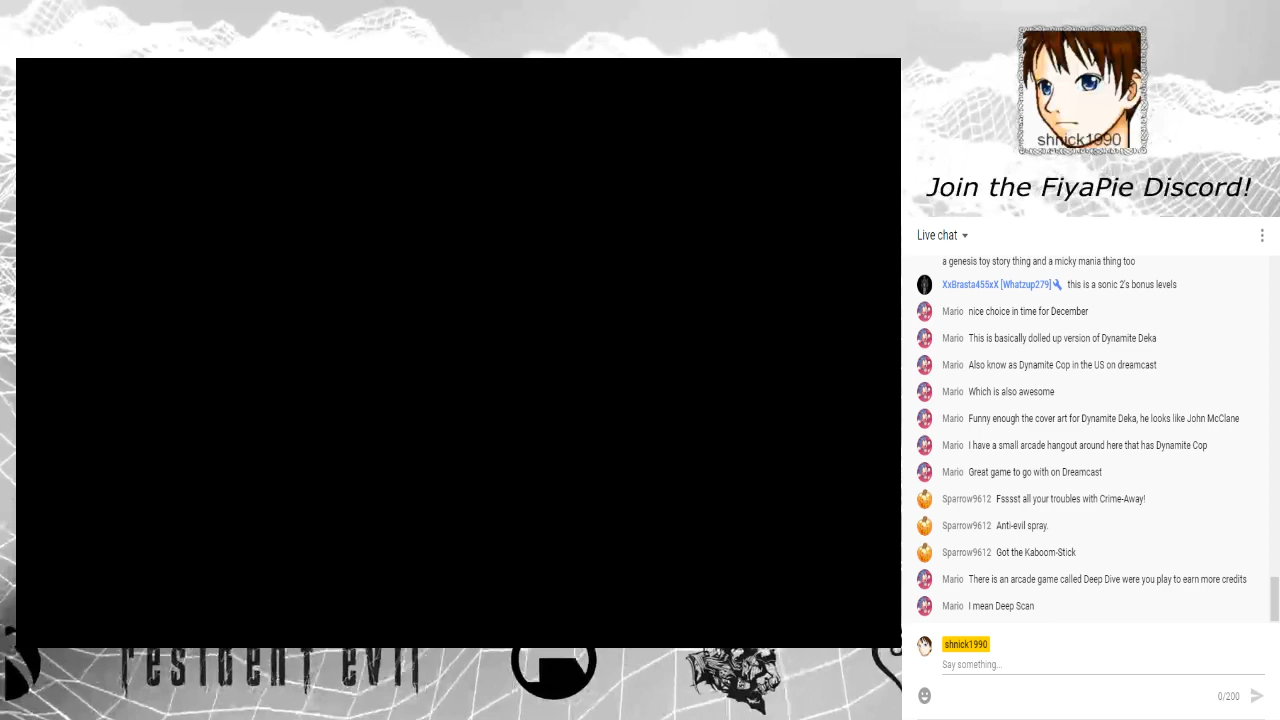 shnick1990
Join the FiyaPie Discord!
Live chat
a genesis toy story thing and a micky mania thing too
XxBrasta455xX [Whatzup279] this is a sonic 2's bonus levels
Mario nice choice in time for December
Mario This is basically dolled up version of Dynamite Deka
Mario Also know as Dynamite Cop in the US on dreamcast
Mario Which is also awesome
Mario Funny enough the cover art for Dynamite Deka, he looks like John McClane
Mario I have a small arcade hangout around here that has Dynamite Cop
Mario Great game to go with on Dreamcast
Sparrow9612 Fsssst all your troubles with Crime-Away!
Sparrow9612 Anti-evil spray.
Sparrow9612 Got the Kaboom-Stick
Mario There is an arcade game called Deep Dive were you play to earn more credits
Mario I mean Deep Scan
shnick1990
Say something...
0/200
resident evil